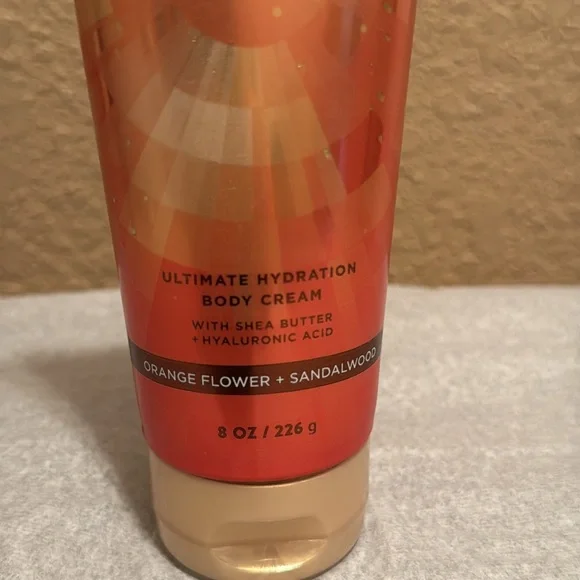 ULTIMATE HYDRATION
BODY CREAM
WITH SHEA BUTTER
+ HYALURONIC ACID
ORANGE FLOWER + SANDALWOOD
8 OZ / 226 g